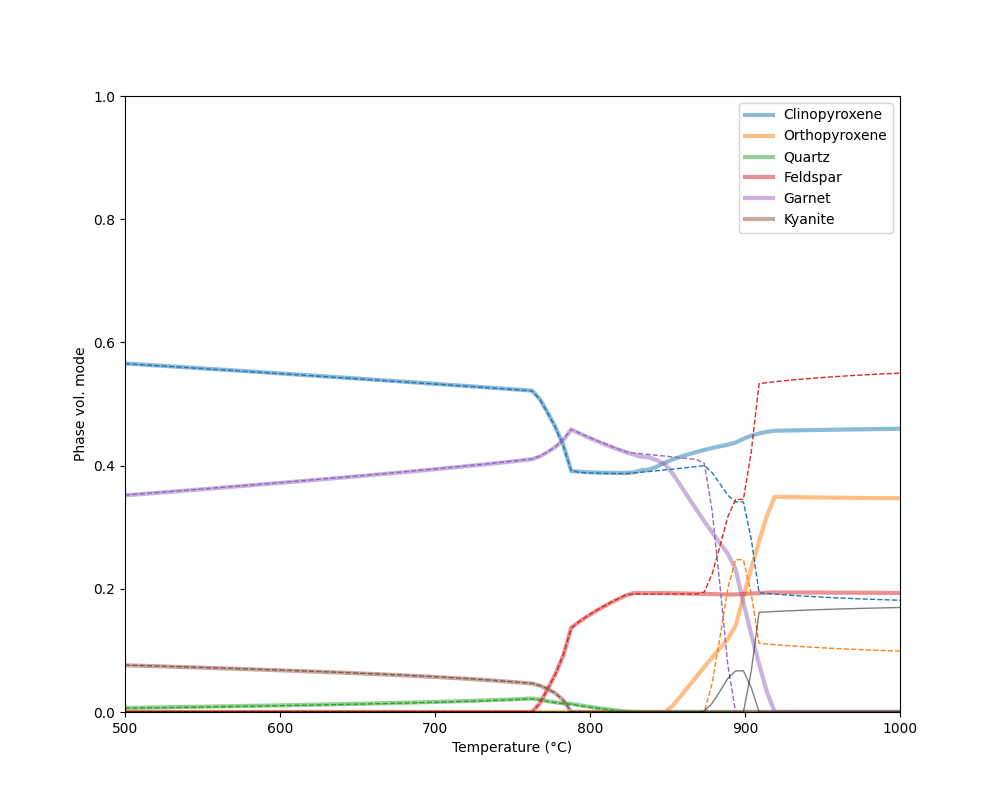 1.0
0.8
0.6
0.4
0.2
0.0
Phase vol. mode
500
600
700
800
900
1000
Temperature (°C)
Clinopyroxene
Orthopyroxene
Quartz
Feldspar
Garnet
Kyanite